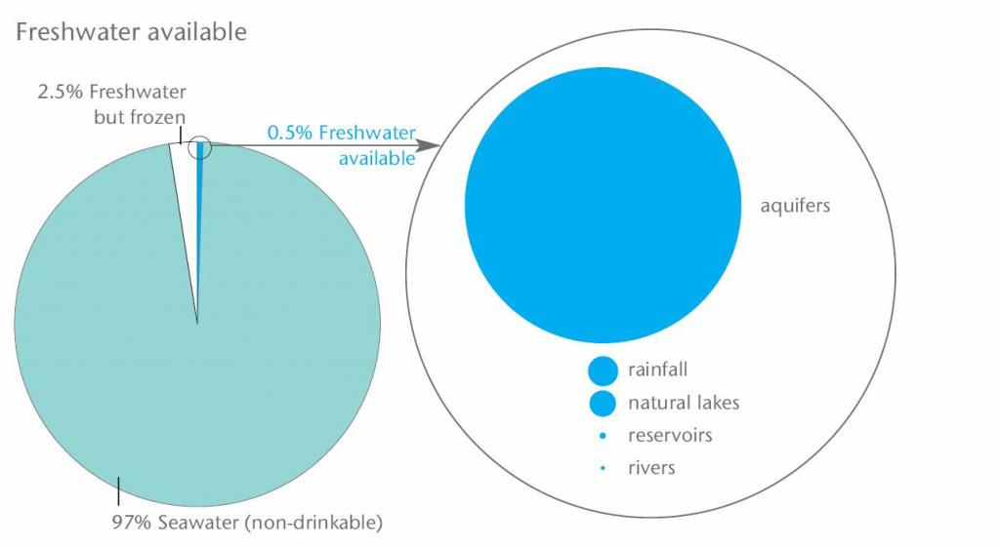 Freshwater available
2.5% Freshwater
but frozen
0.5% Freshwater
available
aquifers
rainfall
natural lakes
reservoirs
rivers
97% Seawater (non-drinkable)